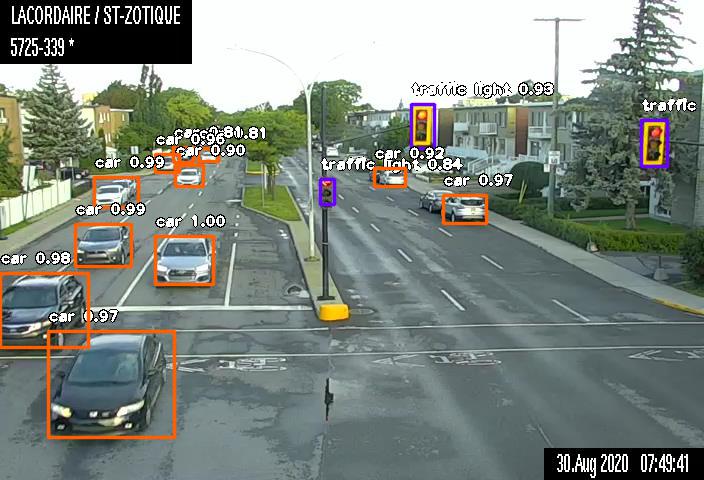 LACORDAIRE / ST-ZOTIQUE
5725-339 *
traffic light 0.93
traffic
car 0.96
0.81
car 0.90
car 0.99
car 0.92
traffic light 0.84
car 0.97
car 0.99
car 1.00
car 0.98
car 0.97
30.Aug 2020 07:49:41